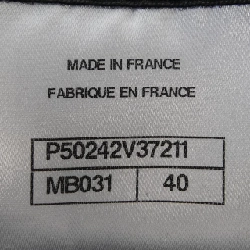 MADE IN FRANCE
FABRIQUE EN FRANCE
P50242V37211
MB031 40